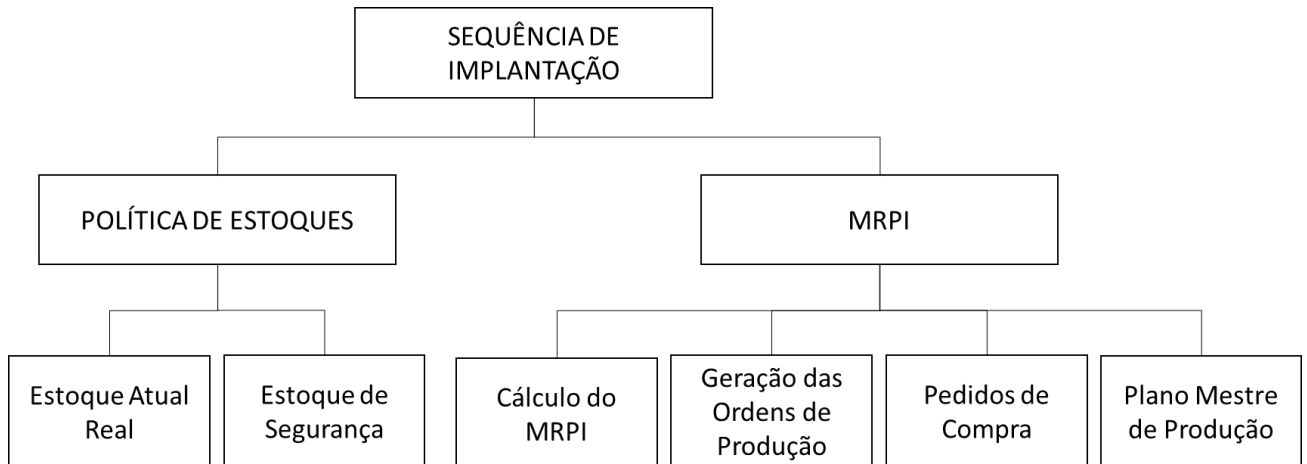 SEQUÊNCIA DE
IMPLANTAÇÃO
POLÍTICA DE ESTOQUES
MRPI
Estoque Atual
Real
Estoque de
Segurança
Cálculo do
MRPI
Geração das
Ordens de
Produção
Pedidos de
Compra
Plano Mestre
de Produção